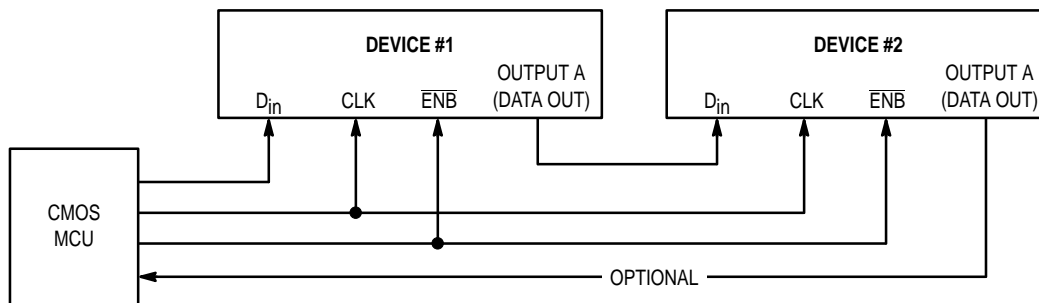 DEVICE #1
OUTPUT A
(DATA OUT)
Din
CLK
ENB
DEVICE #2
OUTPUT A
(DATA OUT)
Din
CLK
ENB
CMOS
MCU
OPTIONAL